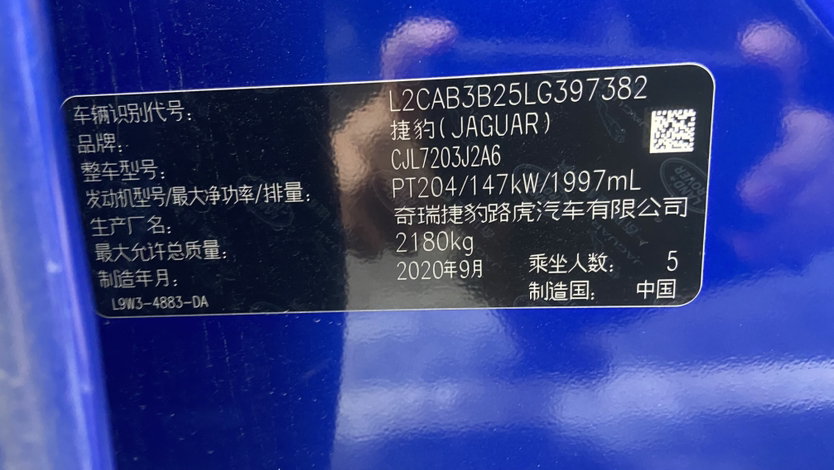 车辆识别代号: L2CAB3B25LG397382
品牌: 捷豹(JAGUAR)
整车型号: CJL7203J2A6
发动机型号/最大净功率/排量: PT204/147kW/1997mL
生产厂名: 奇瑞捷豹路虎汽车有限公司
最大允许总质量: 2180kg
制造年月: 2020年9月 乘坐人数: 5
L9W3-4883-DA 制造国: 中国